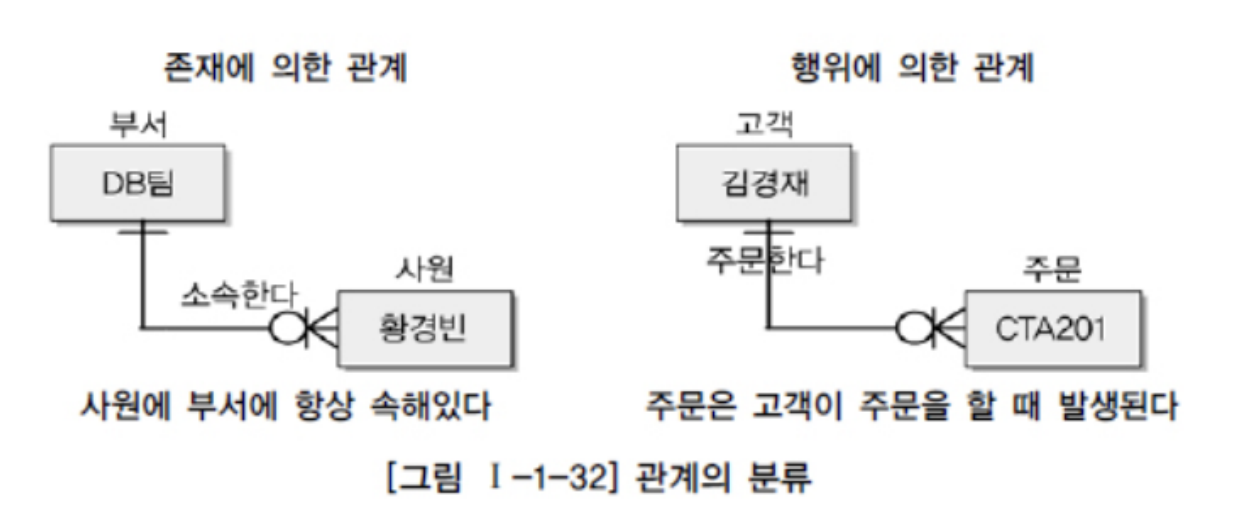 존재에 의한 관계
부서
DB팀
소속한다
사원
황경빈
사원에 부서에 항상 속해있다
행위에 의한 관계
고객
김경재
주문한다
주문
CTA201
주문은 고객이 주문을 할 때 발생된다
[그림 Ⅰ-1-32] 관계의 분류